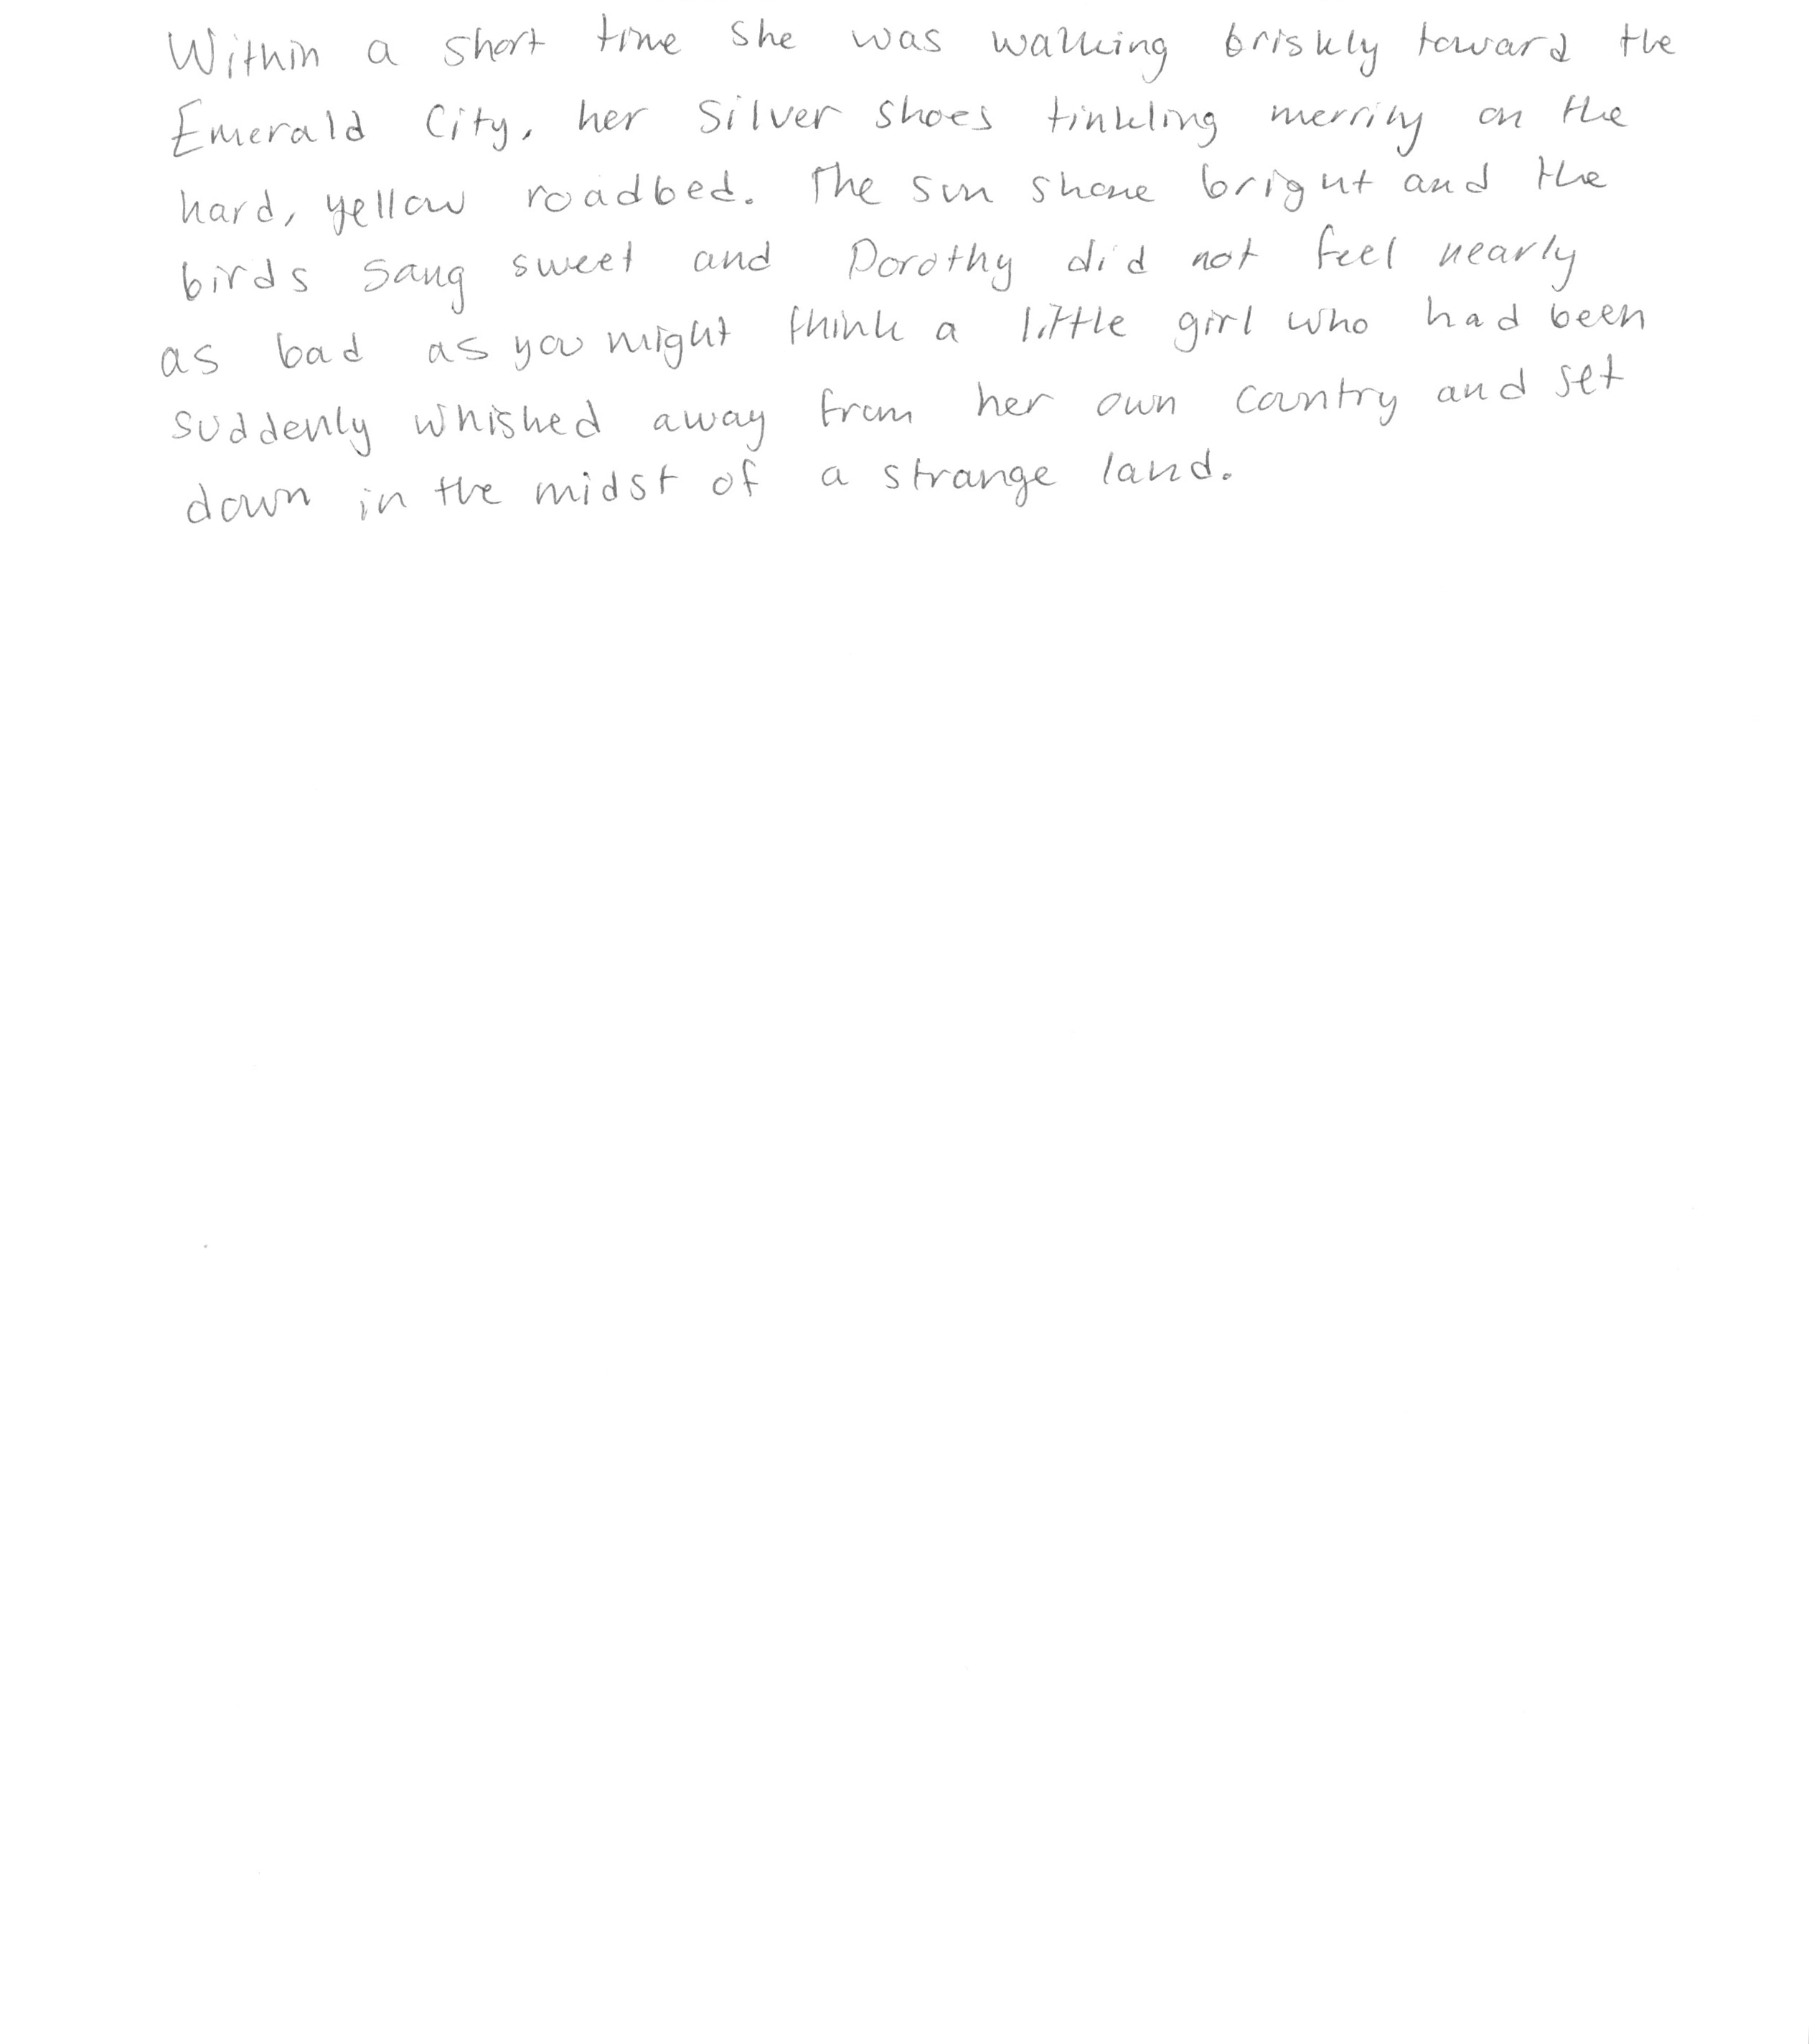 Within a short time she was walking briskly toward the
Emerald City, her Silver Shoes tinkling merrily on the
hard, yellow roadbed. The sun shone bright and the
birds sang sweet and Dorothy did not feel nearly
as bad as you might think a little girl who had been
suddenly whished away from her own country and set
down in the midst of a strange land.